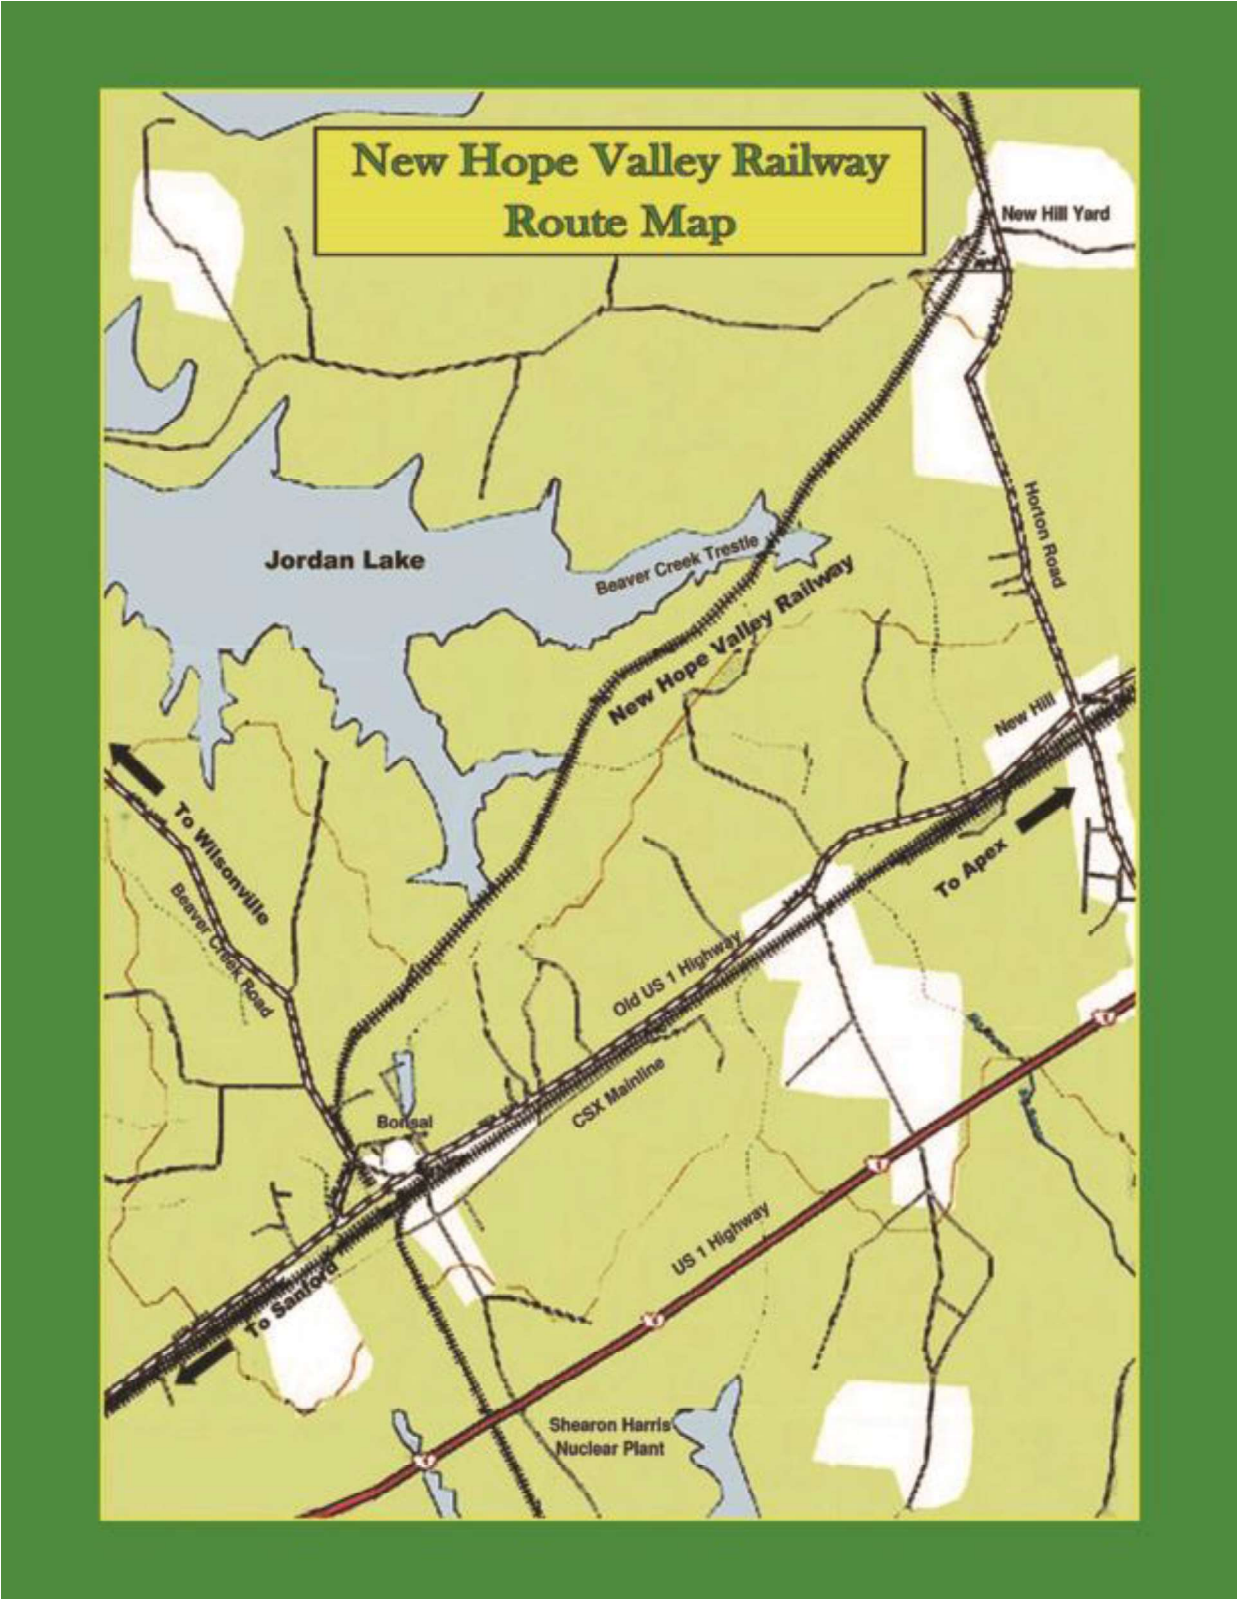 New Hope Valley Railway
Route Map
New Hill Yard
Horton Road
Jordan Lake
Beaver Creek Trestle
New Hope Valley Railway
New Hill
To Wilsonville
Beaver Creek Road
To Apex
Old US 1 Highway
CSX Mainline
Bonsal
US 1 Highway
To Sanford
Shearon Harris
Nuclear Plant